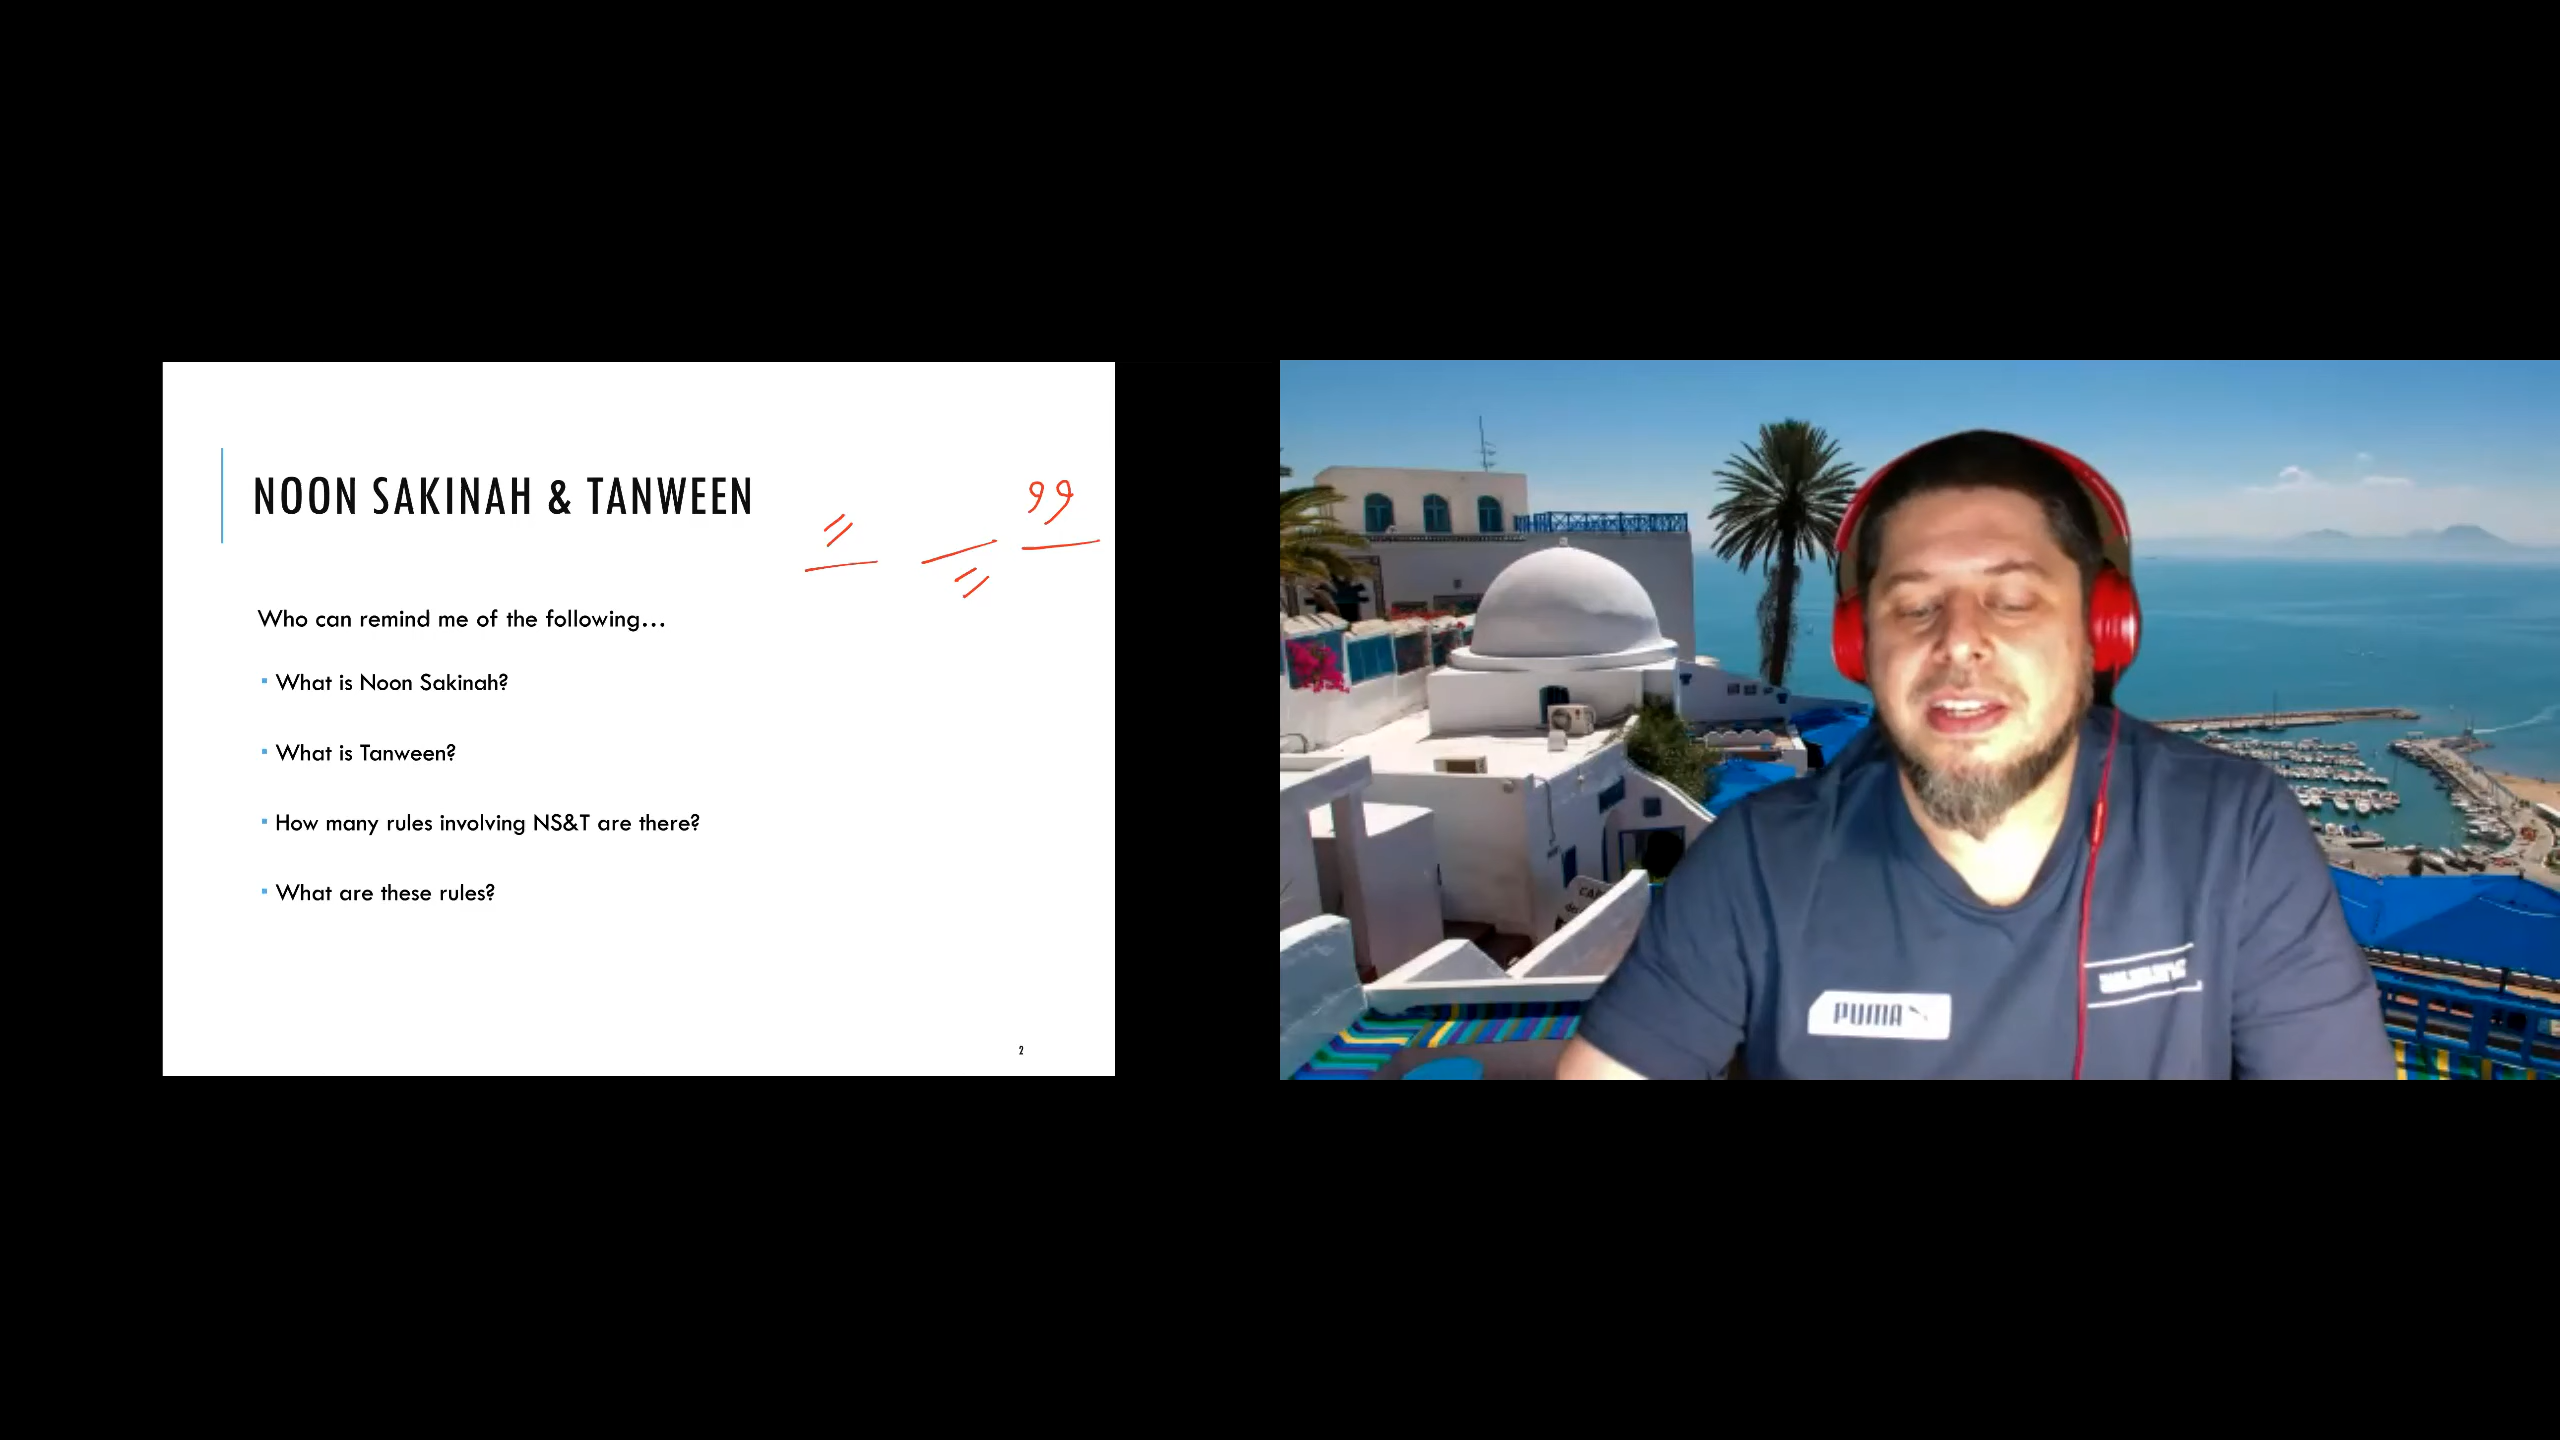 NOON SAKINAH & TANWEEN
Who can remind me of the following...
▪ What is Noon Sakinah?
▪ What is Tanween?
▪ How many rules involving NS&T are there?
▪ What are these rules?
2
PUMA